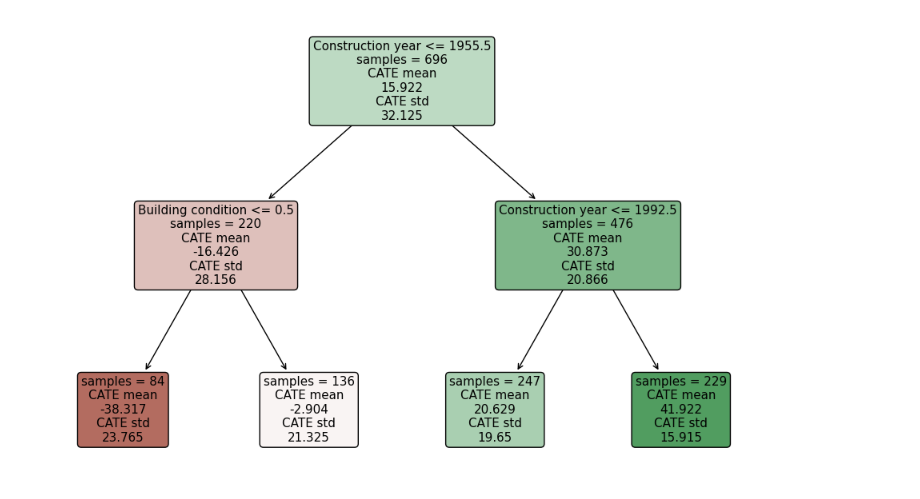 Construction year <= 1955.5
samples = 696
CATE mean
15.922
CATE std
32.125
Building condition <= 0.5
samples = 220
CATE mean
-16.426
CATE std
28.156
Construction year <= 1992.5
samples = 476
CATE mean
30.873
CATE std
20.866
samples = 84
CATE mean
-38.317
CATE std
23.765
samples = 136
CATE mean
-2.904
CATE std
21.325
samples = 247
CATE mean
20.629
CATE std
19.65
samples = 229
CATE mean
41.922
CATE std
15.915